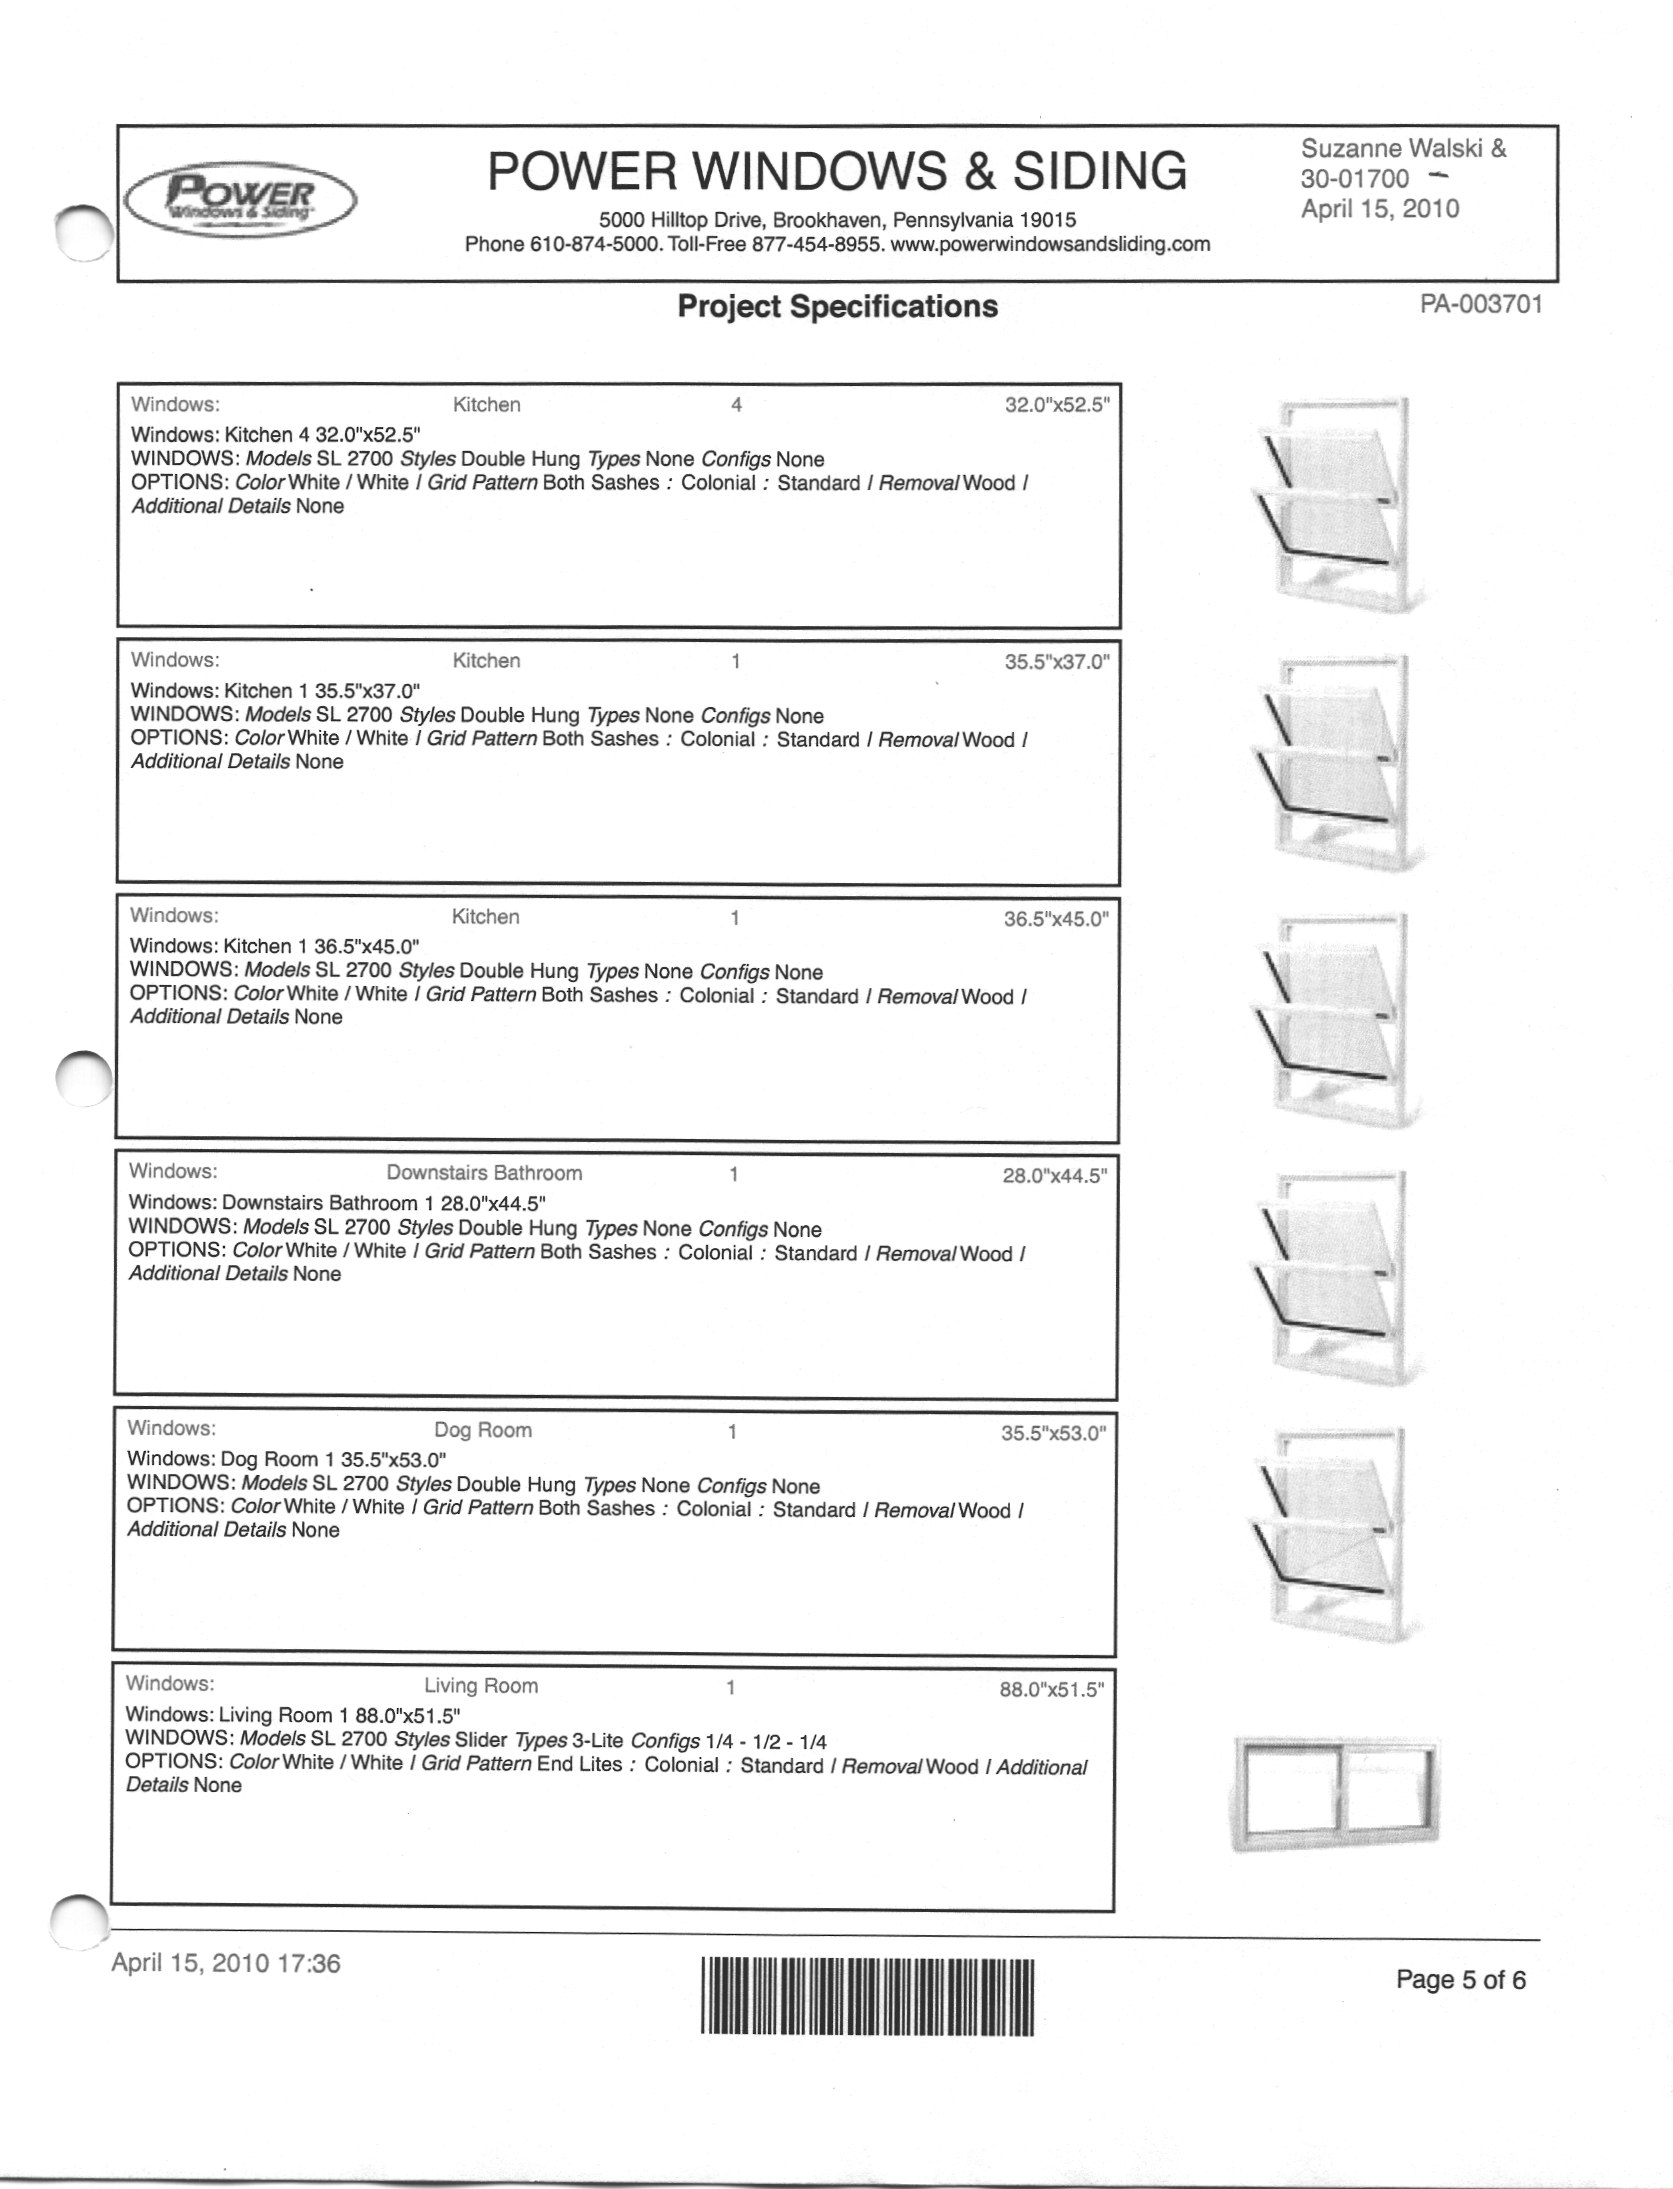 POWER
Windows & Siding
POWER WINDOWS & SIDING
5000 Hilltop Drive, Brookhaven, Pennsylvania 19015
Phone 610-874-5000. Toll-Free 877-454-8955. www.powerwindowsandsliding.com
Suzanne Walski &
30-01700 -
April 15, 2010
Project Specifications
PA-003701
Windows: Kitchen 4 32.0"x52.5"
Windows: Kitchen 4 32.0"x52.5"
WINDOWS: Models SL 2700 Styles Double Hung Types None Configs None
OPTIONS: Color White / White / Grid Pattern Both Sashes : Colonial : Standard / Removal Wood /
Additional Details None
Windows: Kitchen 1 35.5"x37.0"
Windows: Kitchen 1 35.5"x37.0"
WINDOWS: Models SL 2700 Styles Double Hung Types None Configs None
OPTIONS: Color White / White / Grid Pattern Both Sashes : Colonial : Standard / Removal Wood /
Additional Details None
Windows: Kitchen 1 36.5"x45.0"
Windows: Kitchen 1 36.5"x45.0"
WINDOWS: Models SL 2700 Styles Double Hung Types None Configs None
OPTIONS: Color White / White / Grid Pattern Both Sashes : Colonial : Standard / Removal Wood /
Additional Details None
Windows: Downstairs Bathroom 1 28.0"x44.5"
Windows: Downstairs Bathroom 1 28.0"x44.5"
WINDOWS: Models SL 2700 Styles Double Hung Types None Configs None
OPTIONS: Color White / White / Grid Pattern Both Sashes : Colonial : Standard / Removal Wood /
Additional Details None
Windows: Dog Room 1 35.5"x53.0"
Windows: Dog Room 1 35.5"x53.0"
WINDOWS: Models SL 2700 Styles Double Hung Types None Configs None
OPTIONS: Color White / White / Grid Pattern Both Sashes : Colonial : Standard / Removal Wood /
Additional Details None
Windows: Living Room 1 88.0"x51.5"
Windows: Living Room 1 88.0"x51.5"
WINDOWS: Models SL 2700 Styles Slider Types 3-Lite Configs 1/4 - 1/2 - 1/4
OPTIONS: Color White / White / Grid Pattern End Lites : Colonial : Standard / Removal Wood / Additional
Details None
April 15, 2010 17:36
Page 5 of 6